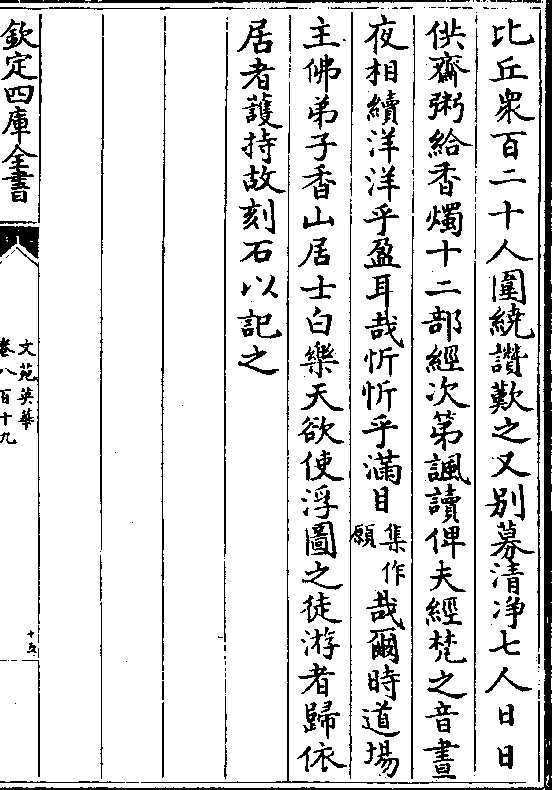 比丘衆百二十人圍繞讚歎之又别募清凈七人日日
供齋粥給香燭十二部經次第諷讀俾夫經梵之音晝
夜相續洋洋乎盈耳哉忻忻乎滿目集作願哉爾時道場
主佛弟子香山居士白樂天欲使浮圖之徒游者歸依
居者護持故刻石以記之
欽定四庫全書
文苑英華
卷八百十九
十五